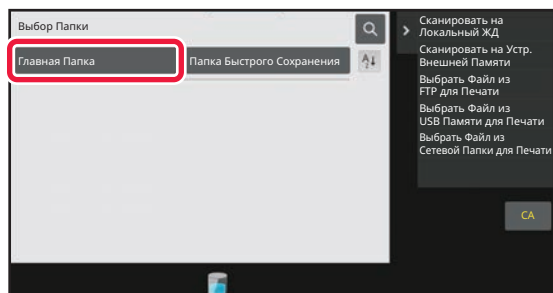 Выбор Папки
Главная Папка
Папка Быстрого Сохранения
Сканировать на
Локальный ЖД
Сканировать на Устр.
Внешней Памяти
Выбрать Файл из
FTP для Печати
Выбрать Файл из
USB Памяти для Печати
Выбрать Файл из
Сетевой Папки для Печати
CA